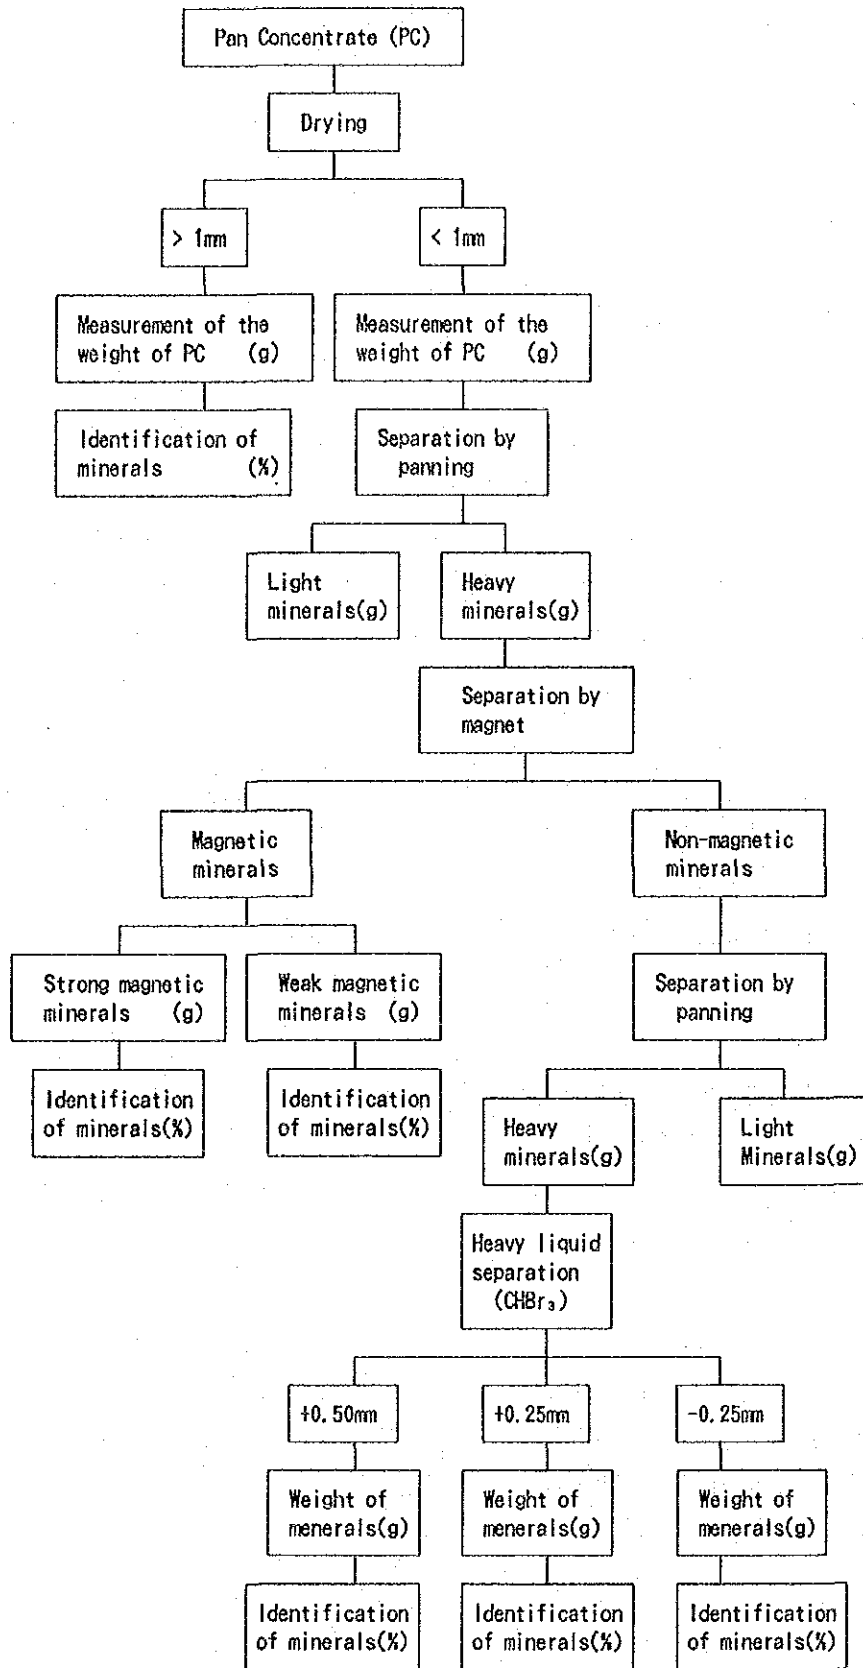 Pan Concentrate (PC)
Drying
> 1mm
< 1mm
Measurement of the
weight of PC (g)
Measurement of the
weight of PC (g)
Identification of
minerals (%)
Separation by
panning
Light
minerals(g)
Heavy
minerals(g)
Separation by
magnet
Magnetic
minerals
Non-magnetic
minerals
Strong magnetic
minerals (g)
Weak magnetic
minerals (g)
Separation by
panning
Identification
of minerals(%)
Identification
of minerals(%)
Heavy
minerals(g)
Light
Minerals(g)
Heavy liquid
separation
(CHBr₃)
+0.50mm
+0.25mm
-0.25mm
Weight of
menerals(g)
Weight of
menerals(g)
Weight of
menerals(g)
Identification
of minerals(%)
Identification
of minerals(%)
Identification
of minerals(%)